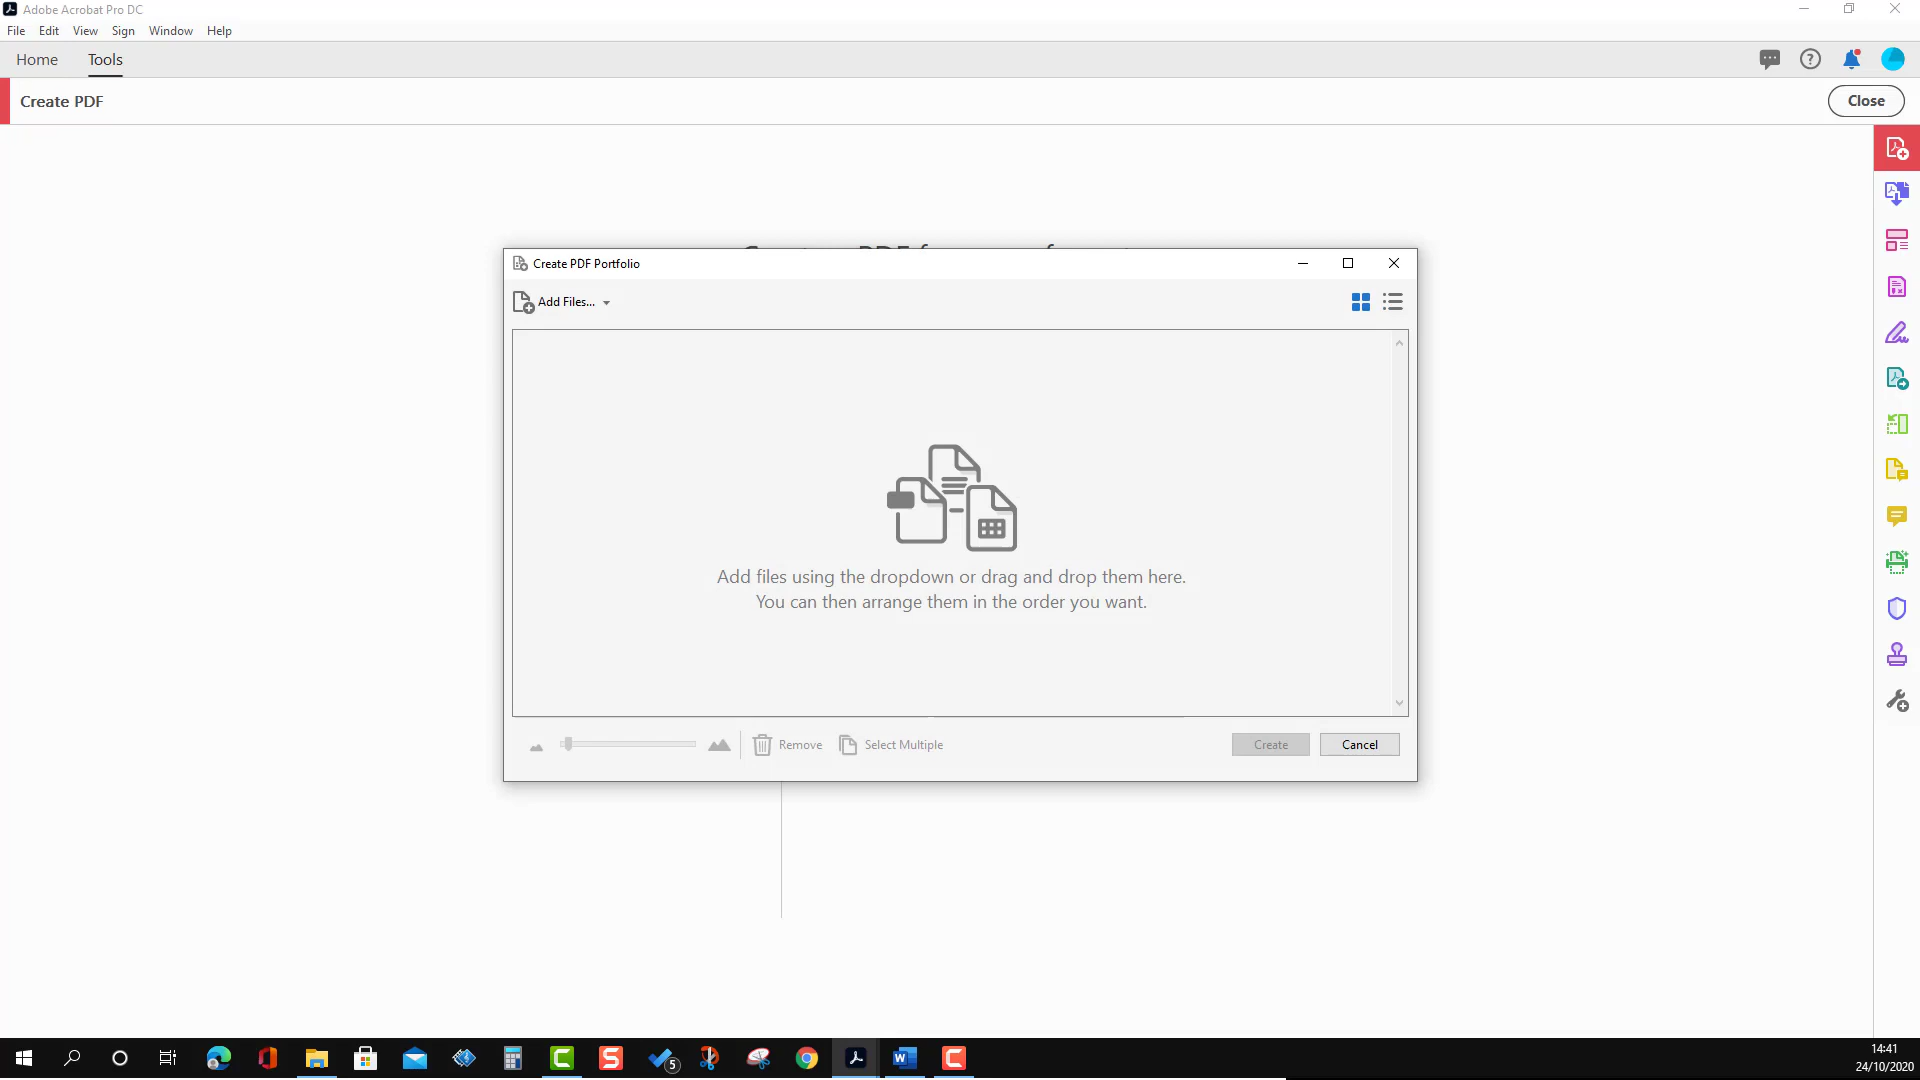 Adobe Acrobat Pro DC
File Edit View Sign Window Help
Home Tools
Create PDF
Close
Create PDF Portfolio
Add Files...
Add files using the dropdown or drag and drop them here.
You can then arrange them in the order you want.
Remove Select Multiple
Create Cancel
5
14:41
24/10/2020